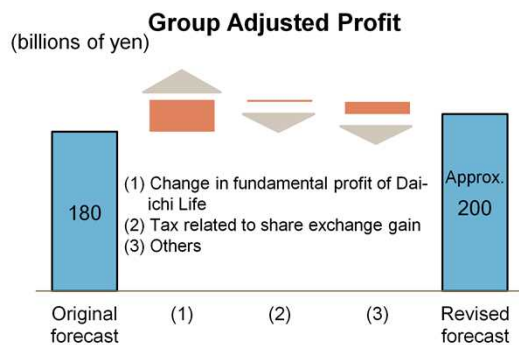 Group Adjusted Profit
(billions of yen)
(1) Change in fundamental profit of Dai-
ichi Life
(2) Tax related to share exchange gain
(3) Others
180
Approx.
200
Original
forecast
(1)
(2)
(3)
Revised
forecast